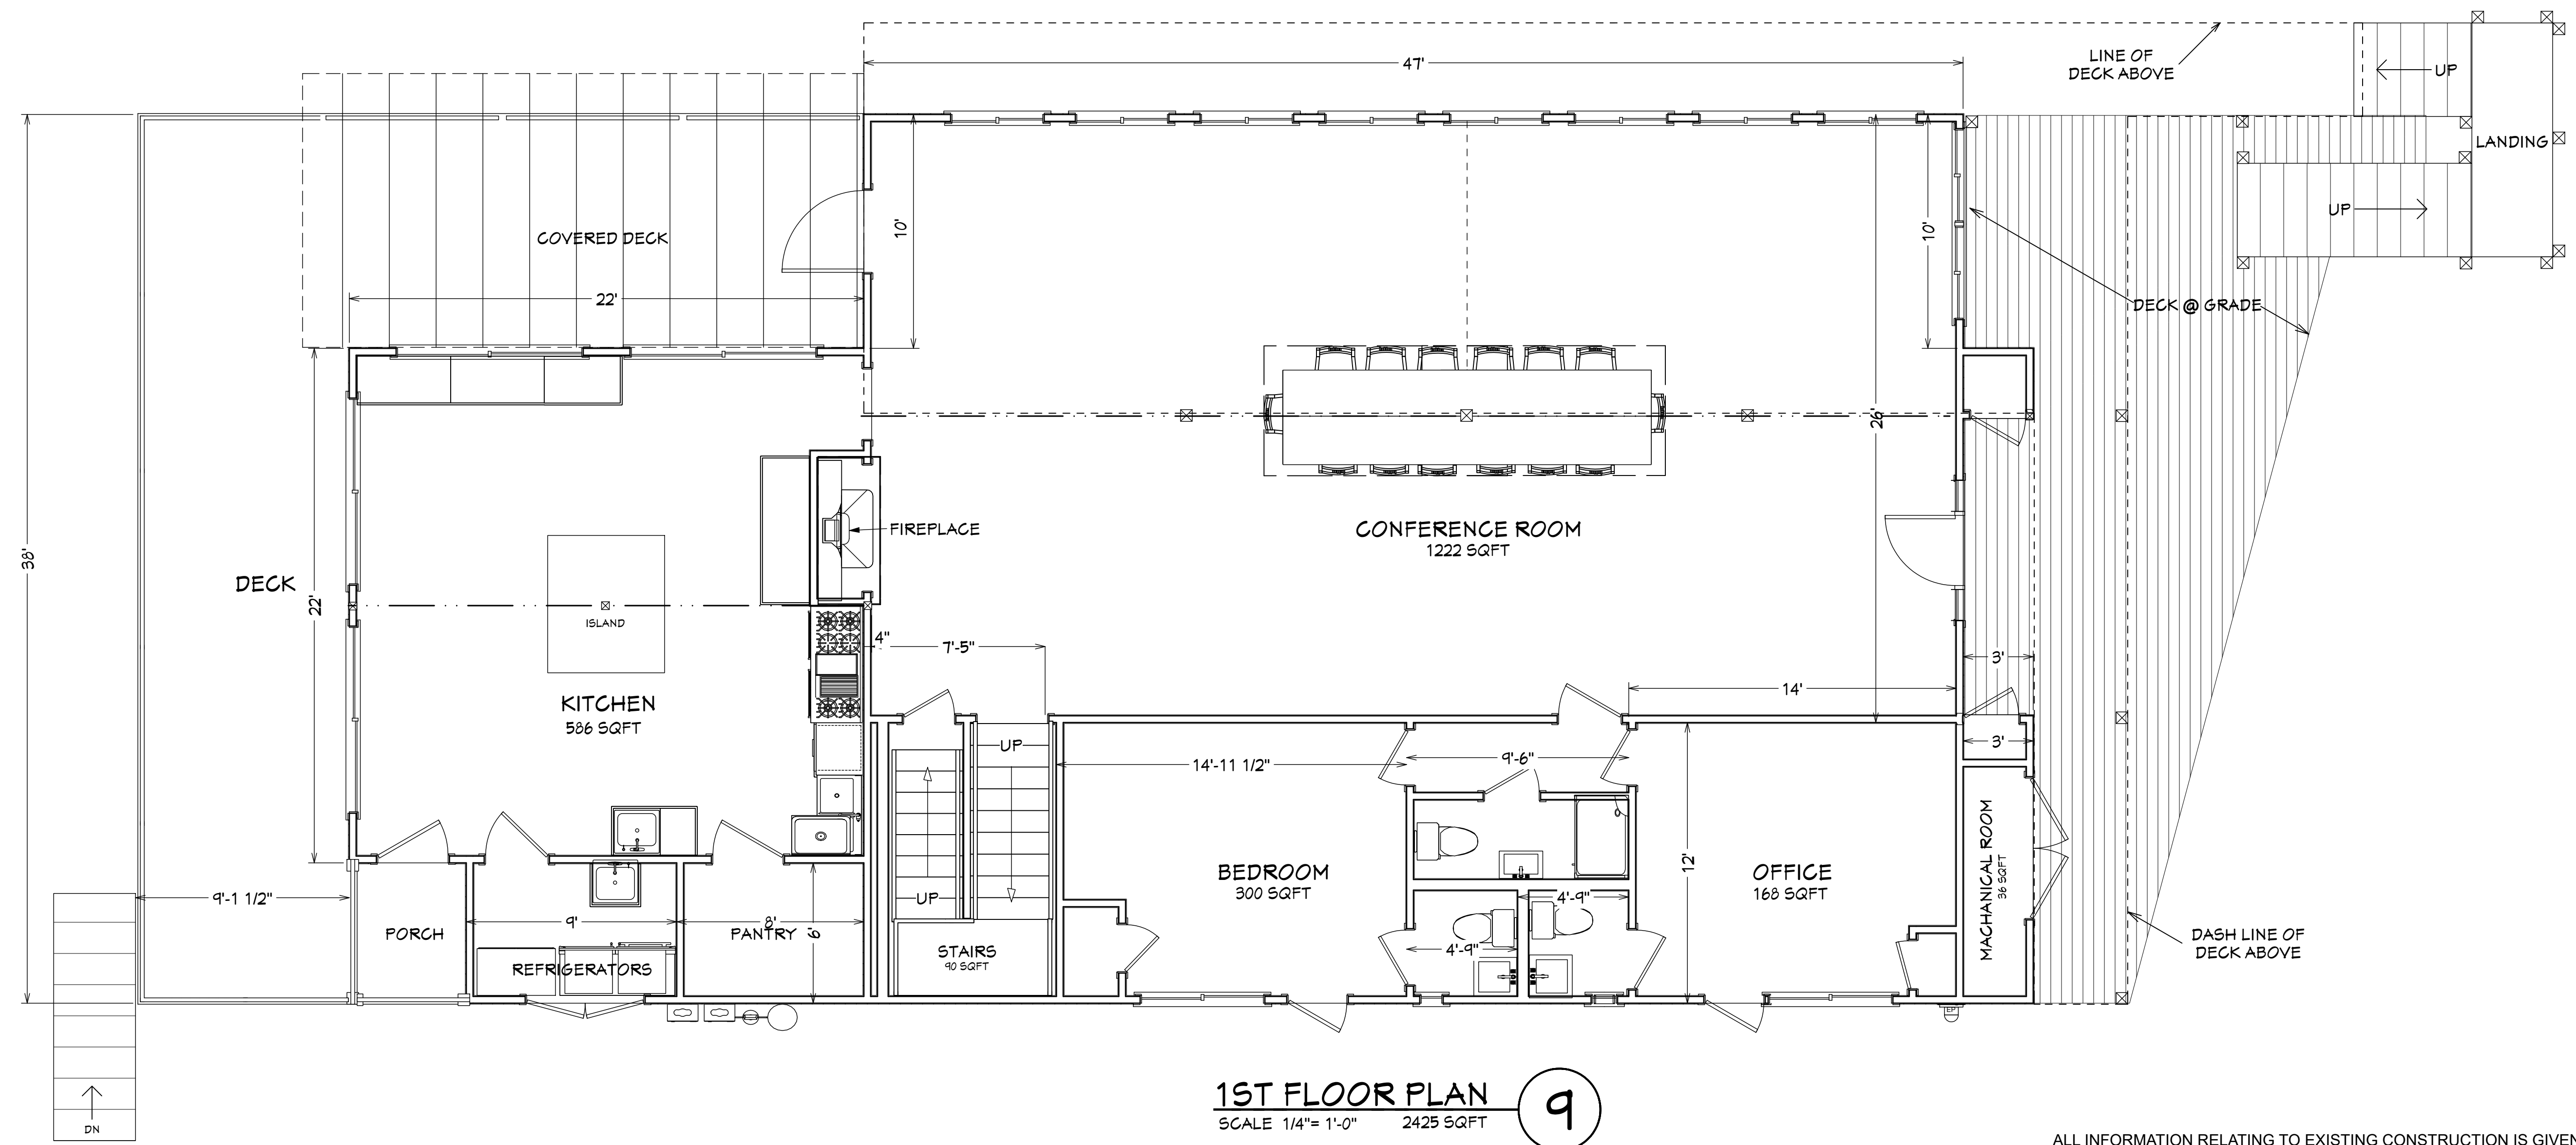 47'
LINE OF
DECK ABOVE
UP
LANDING
UP
10'
10'
COVERED DECK
22'
DECK @ GRADE
26'
38'
FIREPLACE
CONFERENCE ROOM
1222 SQFT
DECK
22'
ISLAND
4"
7'-5"
3'
14'
KITCHEN
586 SQFT
UP
3'
14'-11 1/2"
9'-6"
MACHANICAL ROOM
36 SQFT
12'
BEDROOM
300 SQFT
OFFICE
168 SQFT
9'-1 1/2"
UP
4'-9"
9'
8'
6'
PORCH
PANTRY
4'-9"
STAIRS
90 SQFT
REFRIGERATORS
DASH LINE OF
DECK ABOVE
EP
DN
1ST FLOOR PLAN
9
SCALE 1/4"= 1'-0" 2425 SQFT
ALL INFORMATION RELATING TO EXISTING CONSTRUCTION IS GIVEN